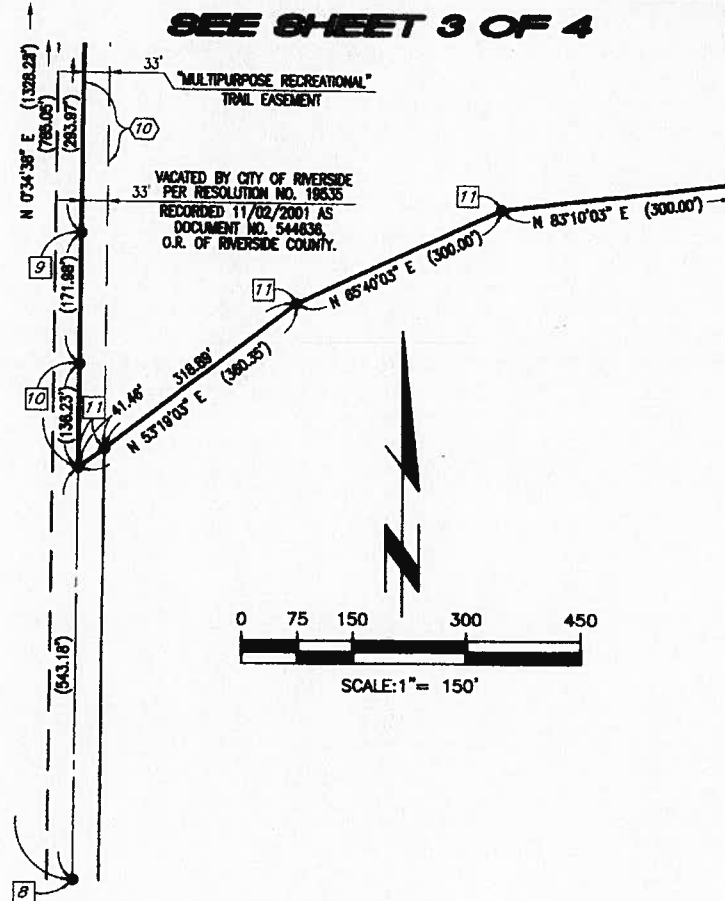 SEE SHEET 3 OF 4
33'
"MULTIPURPOSE RECREATIONAL"
TRAIL EASEMENT
10
N 0°34'38" E (1328.29')
(785.05')
(293.97')
33'
VACATED BY CITY OF RIVERSIDE
PER RESOLUTION NO. 19835
RECORDED 11/02/2001 AS
DOCUMENT NO. 544636,
O.R. OF RIVERSIDE COUNTY.
11
N 83°10'03" E (300.00')
9
(171.98')
11
N 65°40'03" E (300.00')
10
(136.23')
11
41.46'
318.89'
N 53°19'03" E (360.35')
N
0 75 150 300 450
SCALE: 1"= 150'
(543.18')
8